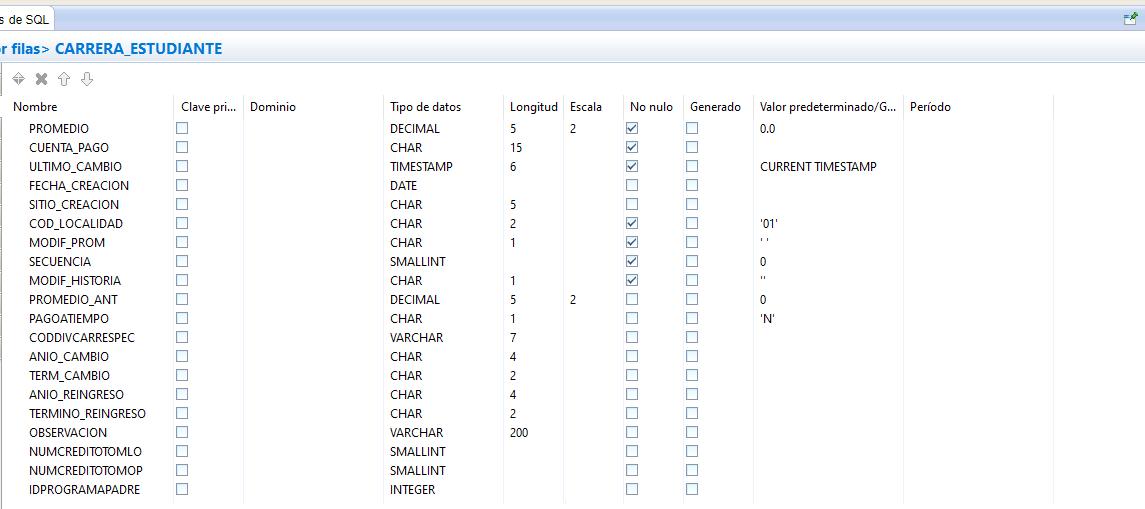 s de SQL
r filas> CARRERA_ESTUDIANTE
Nombre Clave pri... Dominio Tipo de datos Longitud Escala No nulo Generado Valor predeterminado/G... Período
PROMEDIO DECIMAL 5 2 0.0
CUENTA_PAGO CHAR 15
ULTIMO_CAMBIO TIMESTAMP 6 CURRENT TIMESTAMP
FECHA_CREACION DATE
SITIO_CREACION CHAR 5
COD_LOCALIDAD CHAR 2 '01'
MODIF_PROM CHAR 1 ' '
SECUENCIA SMALLINT 0
MODIF_HISTORIA CHAR 1 ''
PROMEDIO_ANT DECIMAL 5 2 0
PAGOATIEMPO CHAR 1 'N'
CODDIVCARRESPEC VARCHAR 7
ANIO_CAMBIO CHAR 4
TERM_CAMBIO CHAR 2
ANIO_REINGRESO CHAR 4
TERMINO_REINGRESO CHAR 2
OBSERVACION VARCHAR 200
NUMCREDITOTOMLO SMALLINT
NUMCREDITOTOMOP SMALLINT
IDPROGRAMAPADRE INTEGER